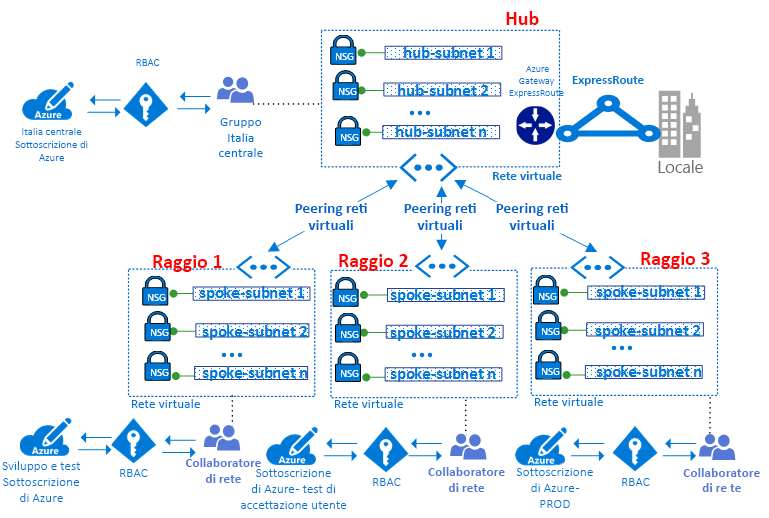 Hub
NSG
hub-subnet 1
NSG
hub-subnet 2
NSG
hub-subnet n
Azure
Gateway
ExpressRoute
ExpressRoute
Locale
Rete virtuale
RBAC
Azure
Italia centrale
Sottoscrizione di
Azure
Gruppo
Italia
centrale
Peering reti
virtuali
Peering reti
virtuali
Peering reti
virtuali
Raggio 1
NSG
spoke-subnet 1
NSG
spoke-subnet 2
NSG
spoke-subnet n
Rete virtuale
Raggio 2
NSG
spoke-subnet 1
NSG
spoke-subnet 2
NSG
spoke-subnet n
Rete virtuale
Raggio 3
NSG
spoke-subnet 1
NSG
spoke-subnet 2
NSG
spoke-subnet n
Rete virtuale
Azure
Sviluppo e test
Sottoscrizione
di Azure
RBAC
Collaboratore
di rete
Azure
Sottoscrizione
di Azure- test di
accettazione utente
RBAC
Collaboratore
di rete
Azure
Sottoscrizione
di Azure-
PROD
RBAC
Collaboratore
di re te